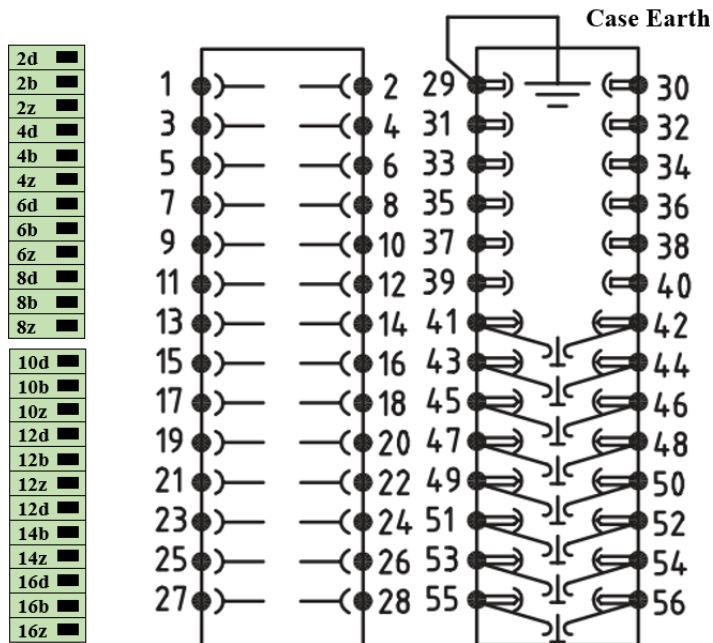 Case Earth
2d
2b
2z
4d
4b
4z
6d
6b
6z
8d
8b
8z
10d
10b
10z
12d
12b
12z
12d
14b
14z
16d
16b
16z
1 2 29 30
3 4 31 32
5 6 33 34
7 8 35 36
9 10 37 38
11 12 39 40
13 14 41 42
15 16 43 44
17 18 45 46
19 20 47 48
21 22 49 50
23 24 51 52
25 26 53 54
27 28 55 56